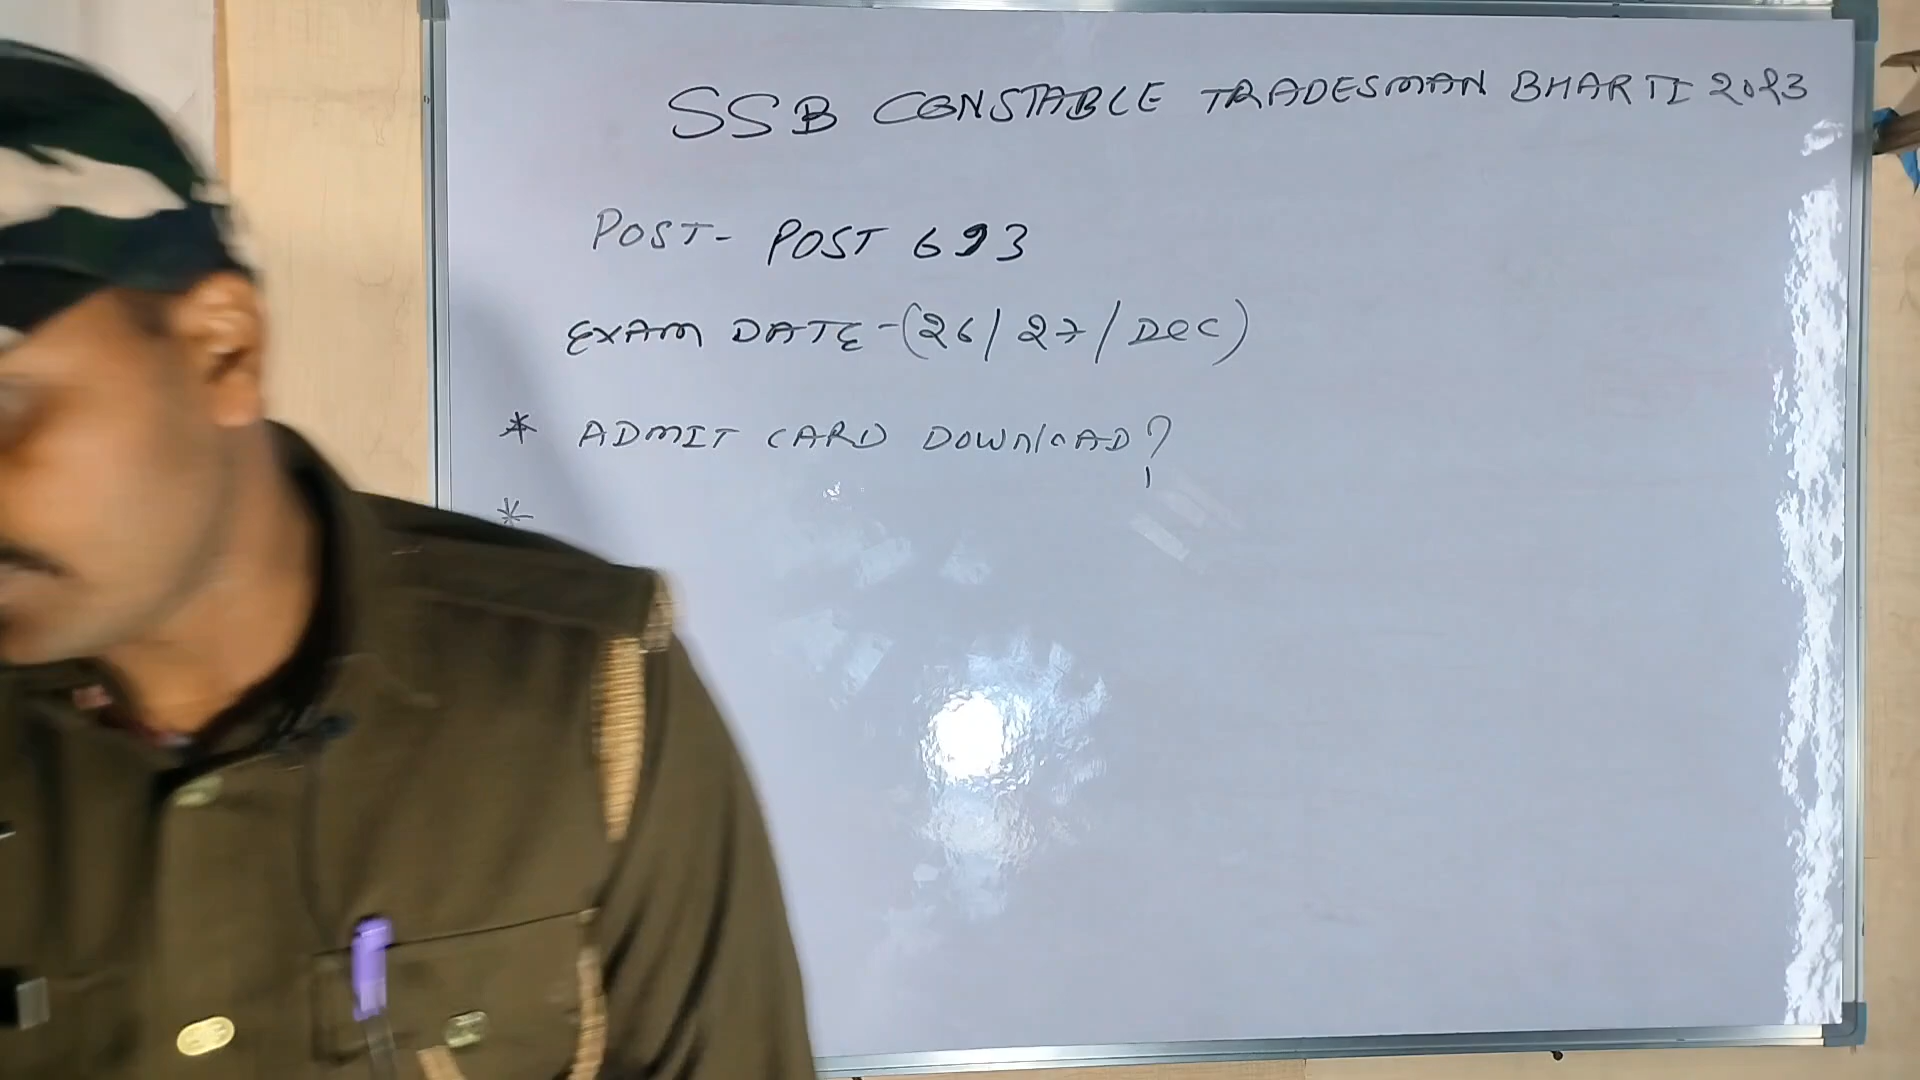 SSB CONSTABLE TRADESMAN BHARTI 2023
POST- POST 693
EXAM DATE-(26/27/DEC)
* ADMIT CARD DOWNlOAD?
*